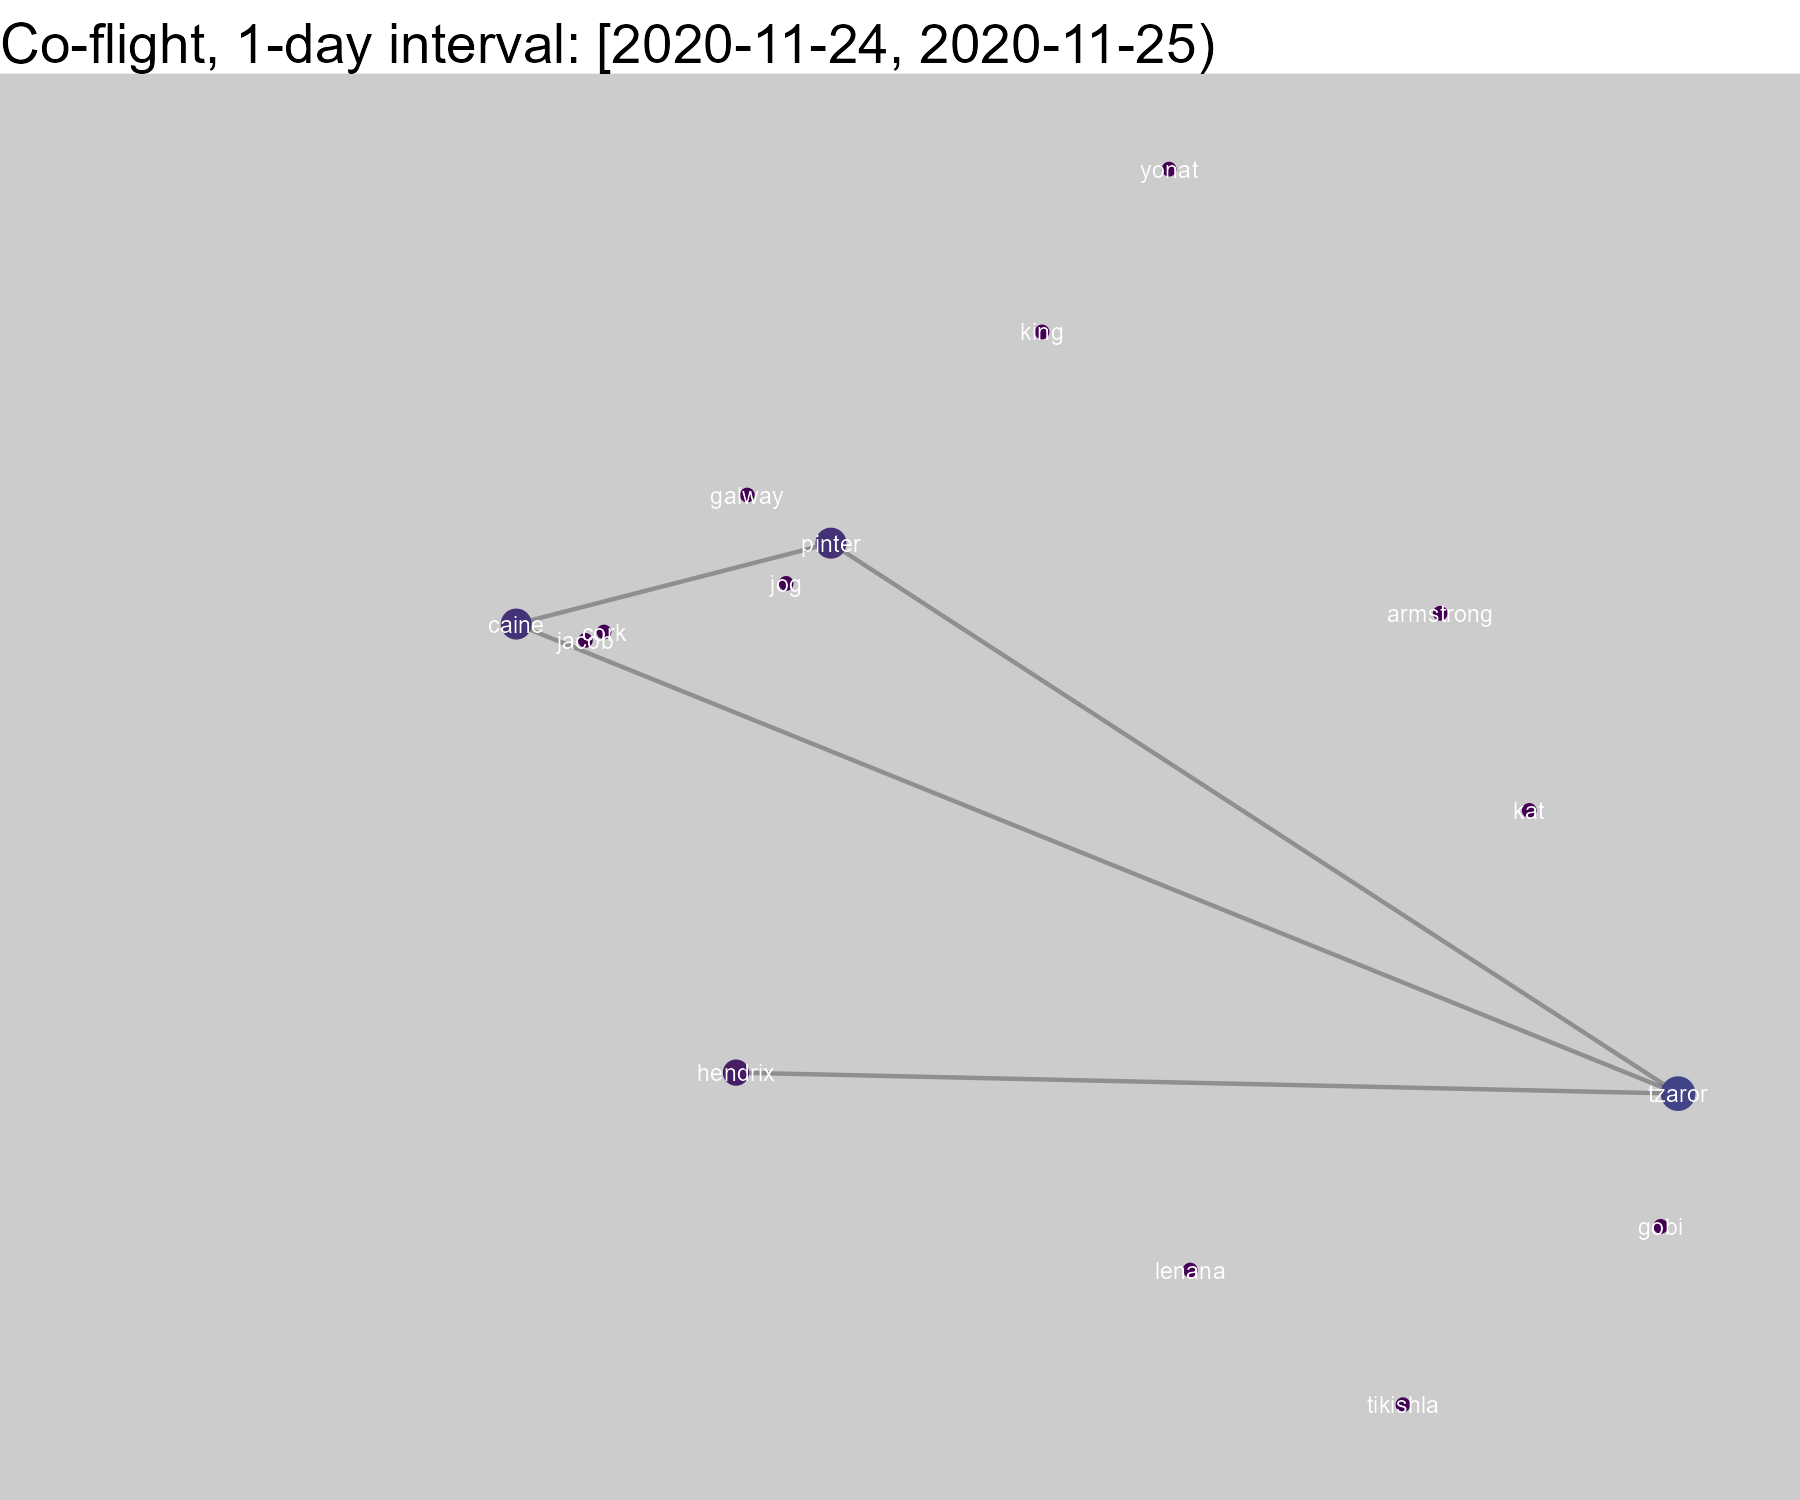 Co-flight, 1-day interval: [2020-11-24, 2020-11-25)
yonat
king
galway
pinter
jog
armstrong
caine
cork
jacob
kat
hendrix
tzaror
gobi
lenana
tikishla